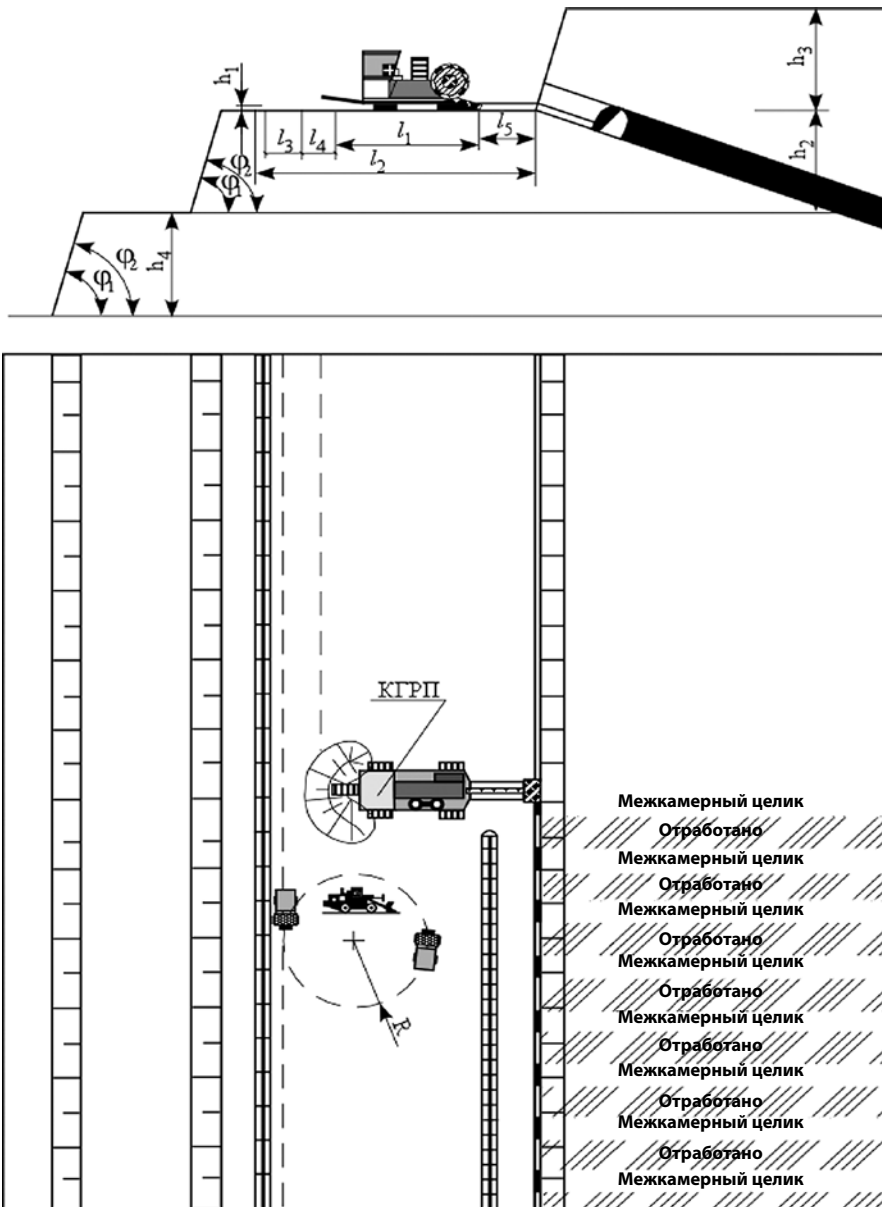 h₁
h₃
l₃ l₄ l₁ l₅
l₂
h₂
φ₂
φ₁
h₄
φ₂
φ₁
КГРП
Межкамерный целик
Отработано
Межкамерный целик
Отработано
Межкамерный целик
Отработано
Межкамерный целик
Отработано
Межкамерный целик
Отработано
Межкамерный целик
Отработано
Межкамерный целик
Отработано
Межкамерный целик
R